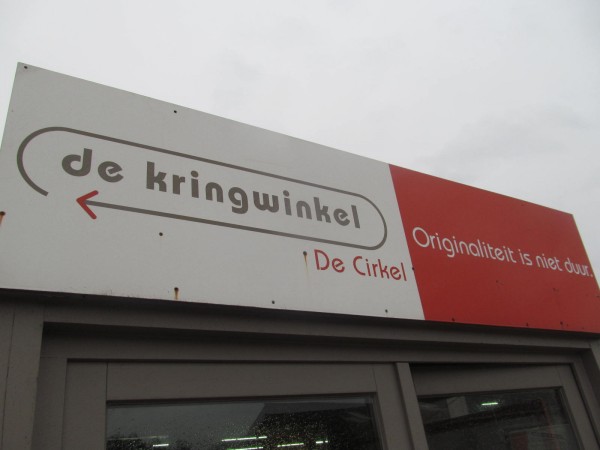 de kringwinkel
De Cirkel
Originaliteit is niet duur.